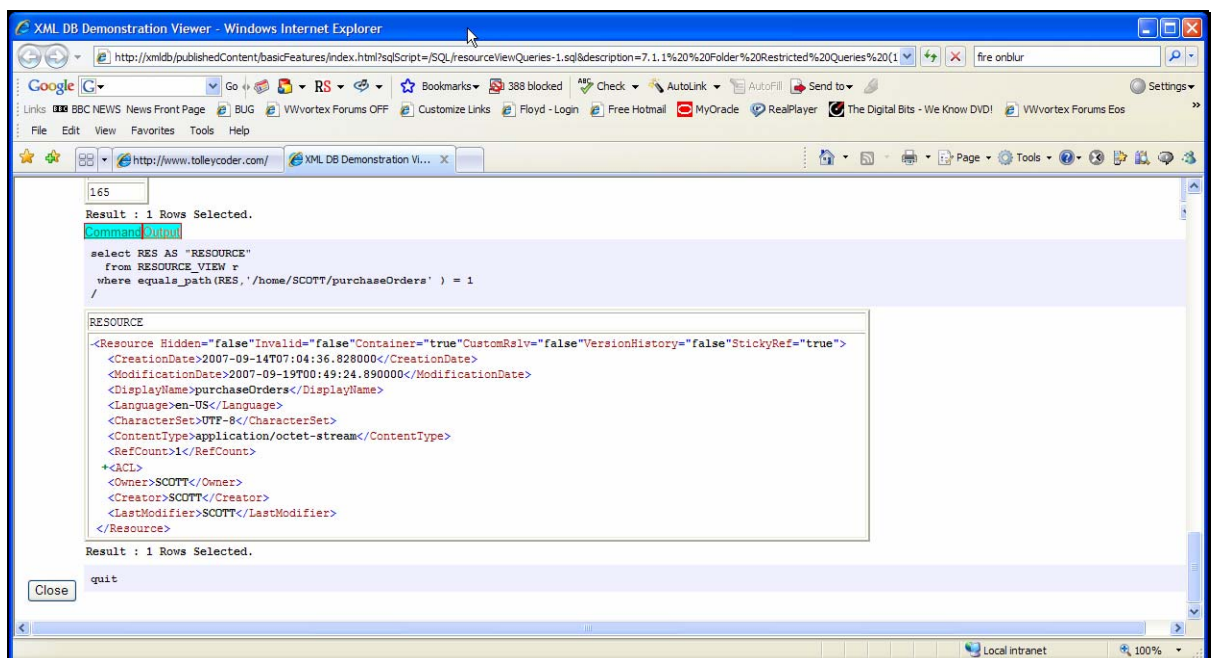 XML DB Demonstration Viewer - Windows Internet Explorer
http://xmldb/publishedContent/basicFeatures/index.html?sqlScript=/SQL/resourceViewQueries-1.sql&description=7.1.1%20%20Folder%20Restricted%20Queries%20(1
fire onblur
Google G Go RS Bookmarks 388 blocked Check AutoLink AutoFill Send to Settings
Links BBC NEWS News Front Page BUG VWvortex Forums OFF Customize Links Floyd - Login Free Hotmail MyOracle RealPlayer The Digital Bits - We Know DVD! VWvortex Forums Eos
File Edit View Favorites Tools Help
http://www.tolleycoder.com/ XML DB Demonstration Vi... X Page Tools
165
Result : 1 Rows Selected.
Command Output
select RES AS "RESOURCE"
from RESOURCE_VIEW r
where equals_path(RES,'/home/SCOTT/purchaseOrders' ) = 1
/
RESOURCE
-<Resource Hidden="false"Invalid="false"Container="true"CustomRslv="false"VersionHistory="false"StickyRef="true">
<CreationDate>2007-09-14T07:04:36.828000</CreationDate>
<ModificationDate>2007-09-19T00:49:24.890000</ModificationDate>
<DisplayName>purchaseOrders</DisplayName>
<Language>en-US</Language>
<CharacterSet>UTF-8</CharacterSet>
<ContentType>application/octet-stream</ContentType>
<RefCount>1</RefCount>
+<ACL>
<Owner>SCOTT</Owner>
<Creator>SCOTT</Creator>
<LastModifier>SCOTT</LastModifier>
</Resource>
Result : 1 Rows Selected.
quit
Close
Local intranet 100%